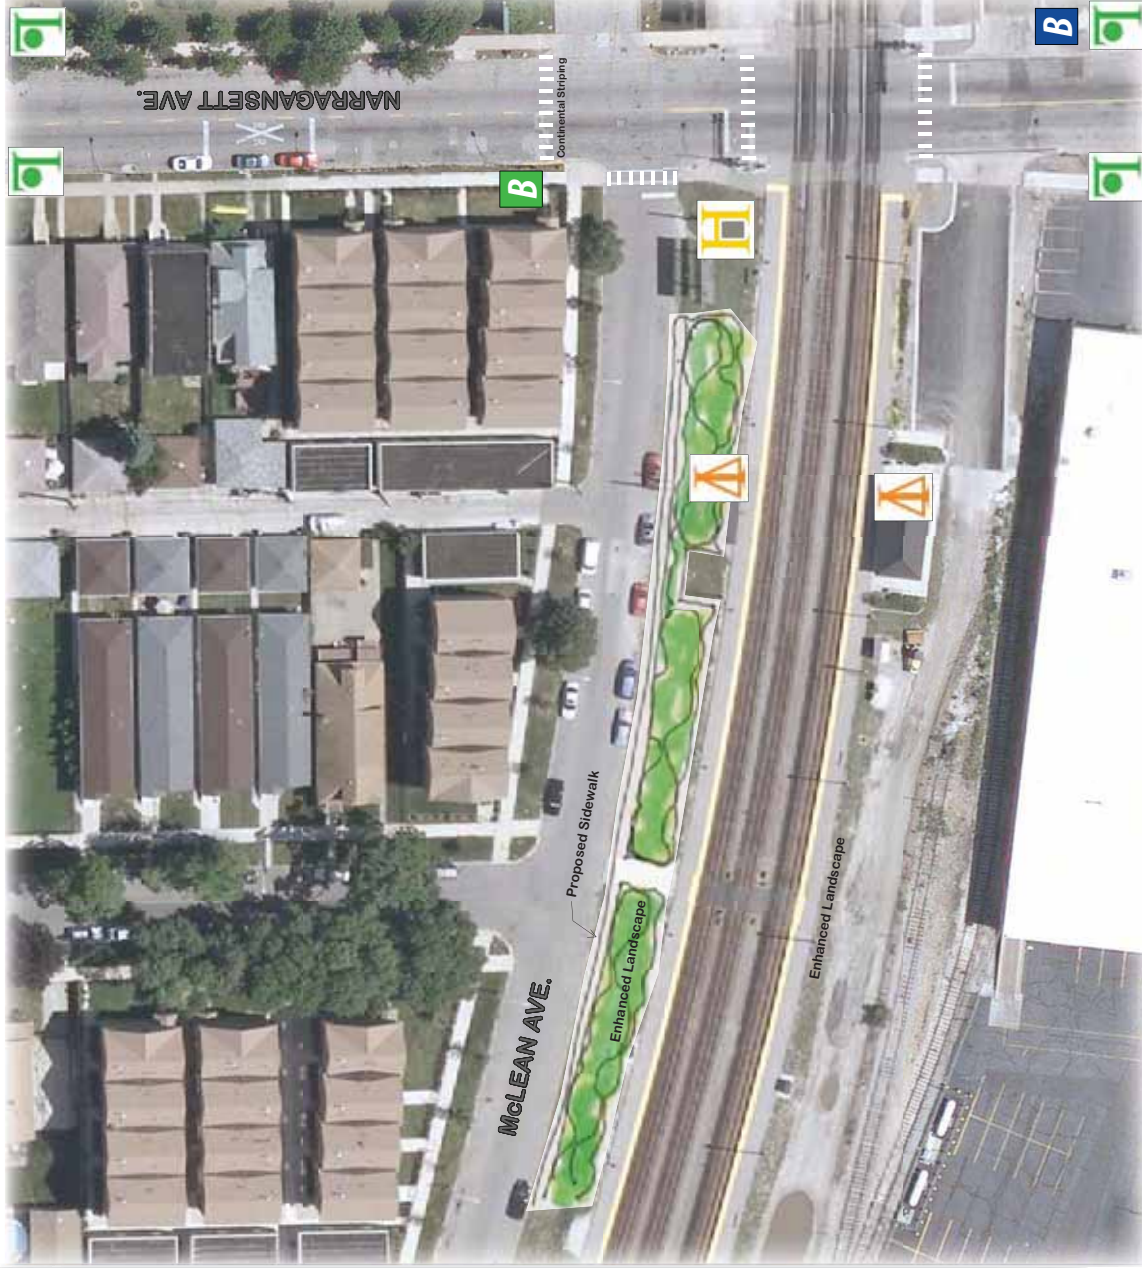 NARRAGANSETT AVE.
Continental Striping
B
B
Proposed Sidewalk
Enhanced Landscape
Enhanced Landscape
McLEAN AVE.